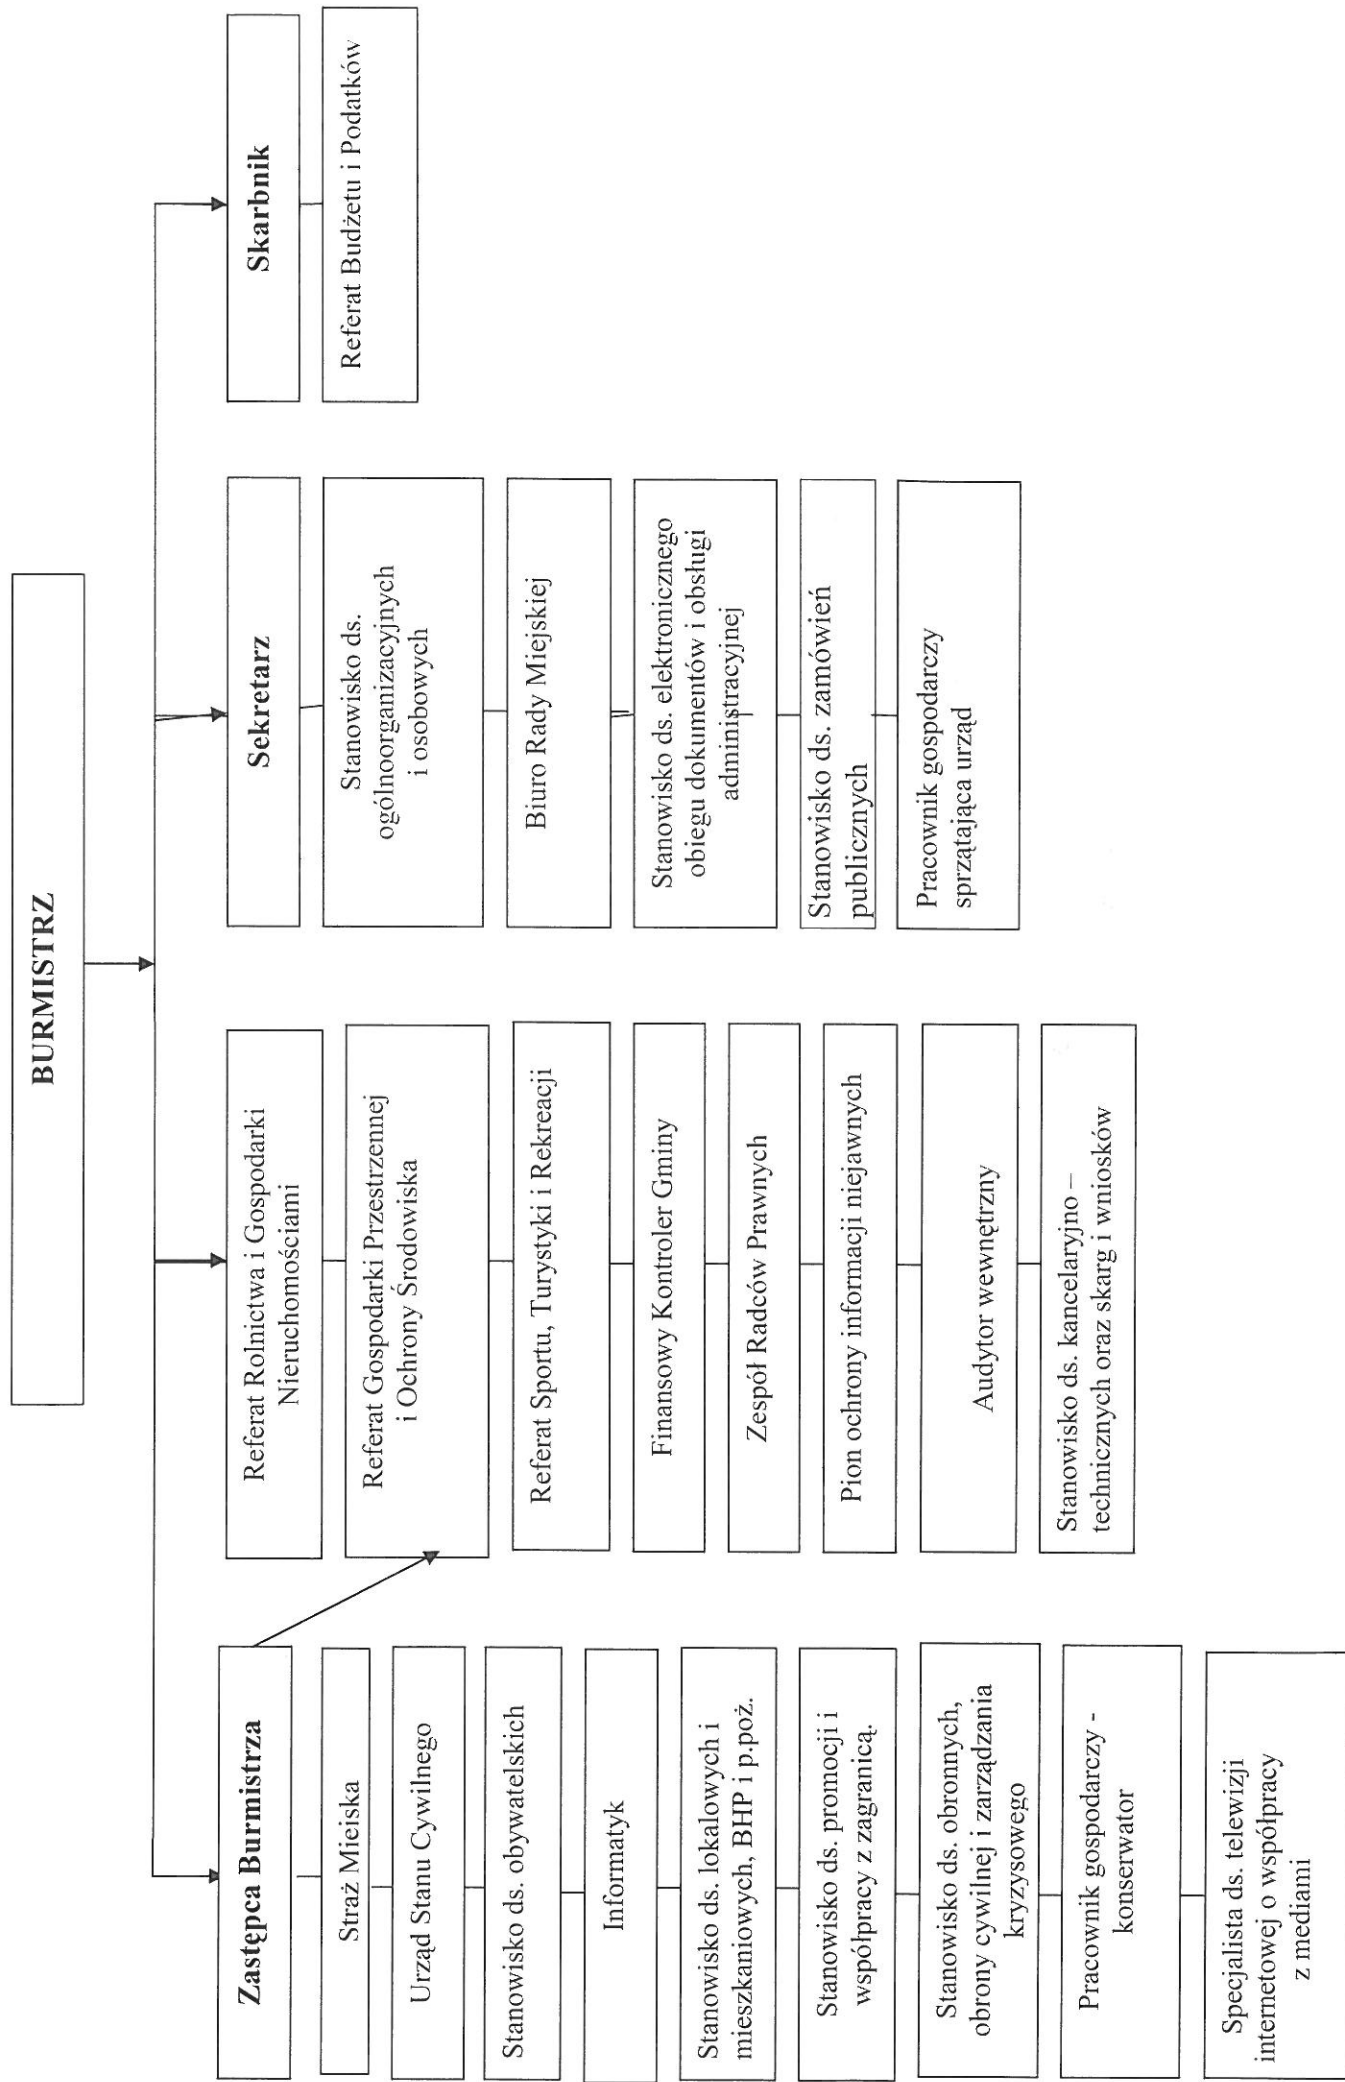 BURMISTRZ
Zastępca Burmistrza
Straż Miejska
Urząd Stanu Cywilnego
Stanowisko ds. obywatelskich
Informatyk
Stanowisko ds. lokalowych i
mieszkaniowych, BHP i p.poż.
Stanowisko ds. promocji i
współpracy z zagranicą.
Stanowisko ds. obronnych,
obrony cywilnej i zarządzania
kryzysowego
Pracownik gospodarczy -
konserwator
Specjalista ds. telewizji
internetowej o współpracy
z mediami
Referat Rolnictwa i Gospodarki
Nieruchomościami
Referat Gospodarki Przestrzennej
i Ochrony Środowiska
Referat Sportu, Turystyki i Rekreacji
Finansowy Kontroler Gminy
Zespół Radców Prawnych
Pion ochrony informacji niejawnych
Audytor wewnętrzny
Stanowisko ds. kancelaryjno –
technicznych oraz skarg i wniosków
Sekretarz
Stanowisko ds.
ogólnoorganizacyjnych
i osobowych
Biuro Rady Miejskiej
Stanowisko ds. elektronicznego
obiegu dokumentów i obsługi
administracyjnej
Stanowisko ds. zamówień
publicznych
Pracownik gospodarczy
sprzątająca urząd
Skarbnik
Referat Budżetu i Podatków